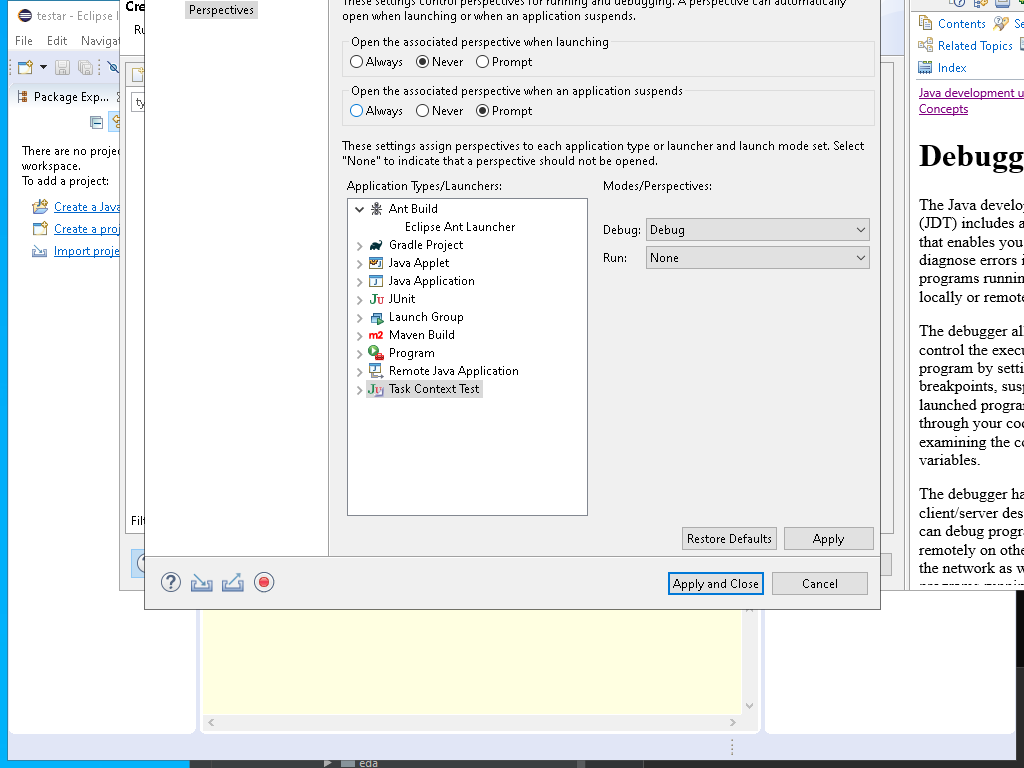 testar - Eclipse I
File Edit Navigat
Package Exp...
There are no projec
workspace.
To add a project:
Create a Java
Create a proj
Import proje
Cre
Ru
ty
Filt
Perspectives
These settings control perspectives for running and debugging. A perspective can automatically
open when launching or when an application suspends.
Open the associated perspective when launching
Always Never Prompt
Open the associated perspective when an application suspends
Always Never Prompt
These settings assign perspectives to each application type or launcher and launch mode set. Select
"None" to indicate that a perspective should not be opened.
Application Types/Launchers:
Ant Build
Eclipse Ant Launcher
Gradle Project
Java Applet
Java Application
JUnit
Launch Group
Maven Build
Program
Remote Java Application
Task Context Test
Modes/Perspectives:
Debug: Debug
Run: None
Restore Defaults Apply
Apply and Close Cancel
Contents Se
Related Topics
Index
Java development u
Concepts
Debugg
The Java develop
(JDT) includes a
that enables you
diagnose errors i
programs runnin
locally or remote
The debugger all
control the execu
program by setti
breakpoints, susp
launched program
through your cod
examining the co
variables.
The debugger ha
client/server des
can debug progra
remotely on othe
the network as w
programs runnin
eda